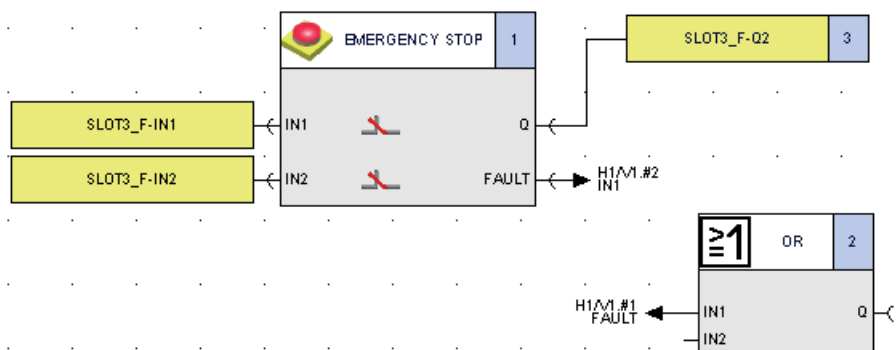 EMERGENCY STOP 1
SLOT3_F-Q2 3
SLOT3_F-IN1
IN1
Q
SLOT3_F-IN2
IN2
FAULT
H1/V1.#2
IN1
≥1 OR 2
H1/V1.#1
FAULT
IN1
Q
IN2